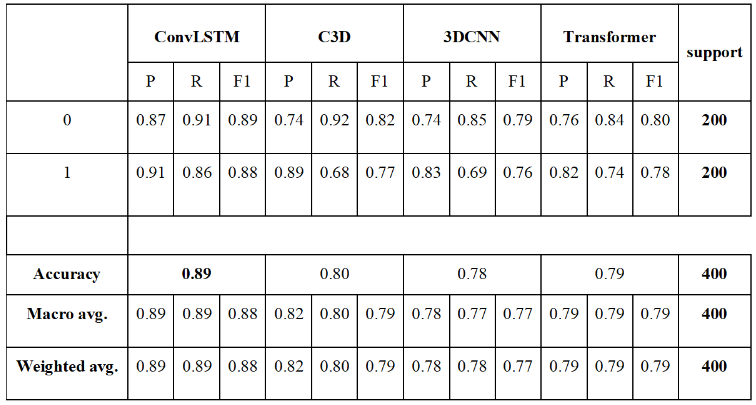 ConvLSTM C3D 3DCNN Transformer support
P R F1 P R F1 P R F1 P R F1
0 0.87 0.91 0.89 0.74 0.92 0.82 0.74 0.85 0.79 0.76 0.84 0.80 200
1 0.91 0.86 0.88 0.89 0.68 0.77 0.83 0.69 0.76 0.82 0.74 0.78 200
Accuracy 0.89 0.80 0.78 0.79 400
Macro avg. 0.89 0.89 0.88 0.82 0.80 0.79 0.78 0.77 0.77 0.79 0.79 0.79 400
Weighted avg. 0.89 0.89 0.88 0.82 0.80 0.79 0.78 0.78 0.77 0.79 0.79 0.79 400